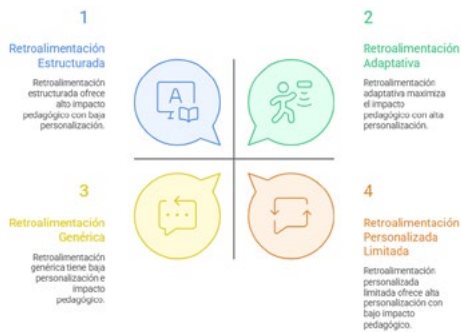 1
Retroalimentación
Estructurada
Retroalimentación
estructurada ofrece
alto impacto
pedagógico con baja
personalización.
A
2
Retroalimentación
Adaptativa
Retroalimentación
adaptativa maximiza
el impacto
pedagógico con alta
personalización.
3
Retroalimentación
Genérica
Retroalimentación
genérica tiene baja
personalización e
impacto
pedagógico.
4
Retroalimentación
Personalizada
Limitada
Retroalimentación
personalizada
limitada ofrece alta
personalización con
bajo impacto
pedagógico.